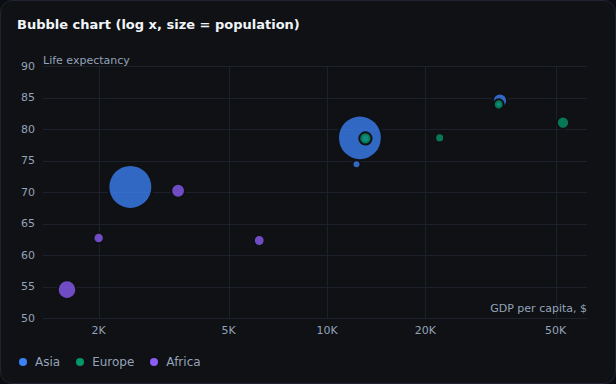 Bubble chart (log x, size = population)
Life expectancy
90
85
80
75
70
65
60
55
50
GDP per capita, $
2K 5K 10K 20K 50K
Asia Europe Africa